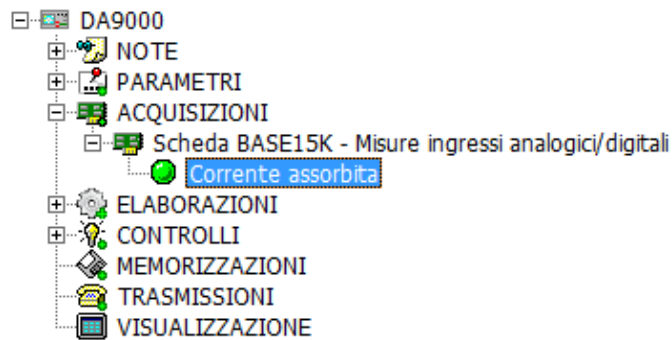 DA9000
NOTE
PARAMETRI
ACQUISIZIONI
Scheda BASE15K - Misure ingressi analogici/digitali
Corrente assorbita
ELABORAZIONI
CONTROLLI
MEMORIZZAZIONI
TRASMISSIONI
VISUALIZZAZIONE